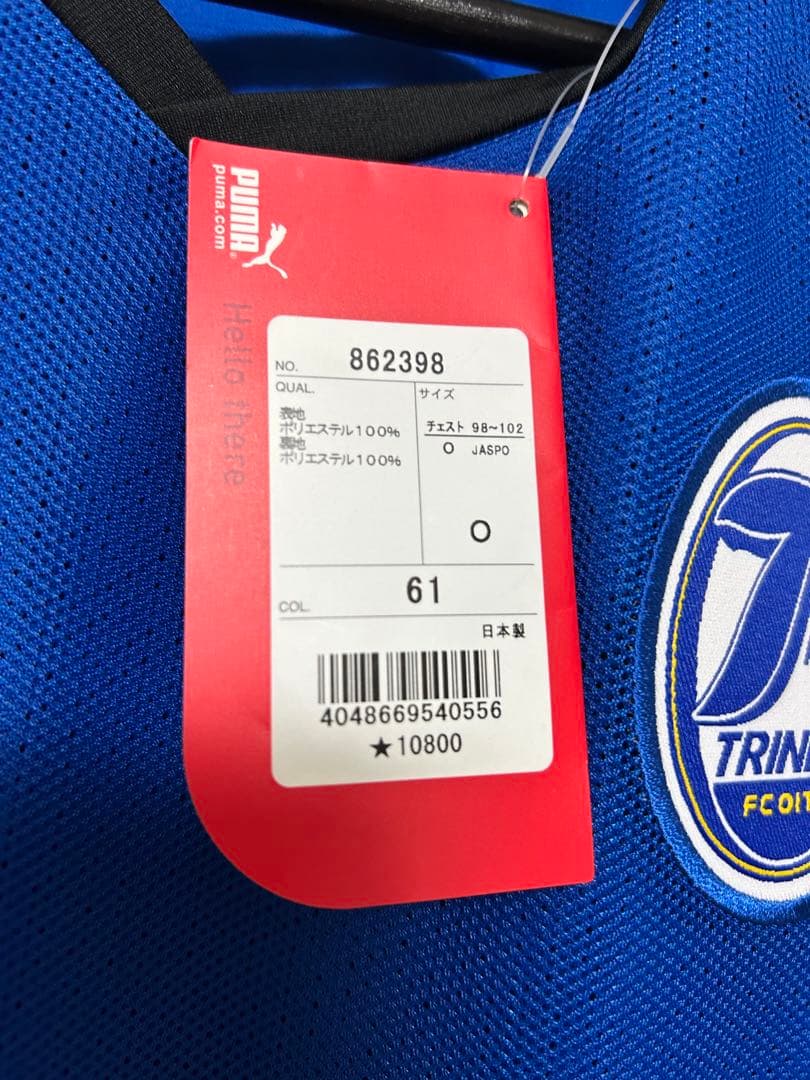 PUMA®
puma.com
Hello there
NO. 862398
QUAL.
表地
ポリエステル100%
裏地
ポリエステル100%
サイズ
チェスト 98~102
O JASPO
O
COL. 61
日本製
4048669540556
★10800
FC OIT